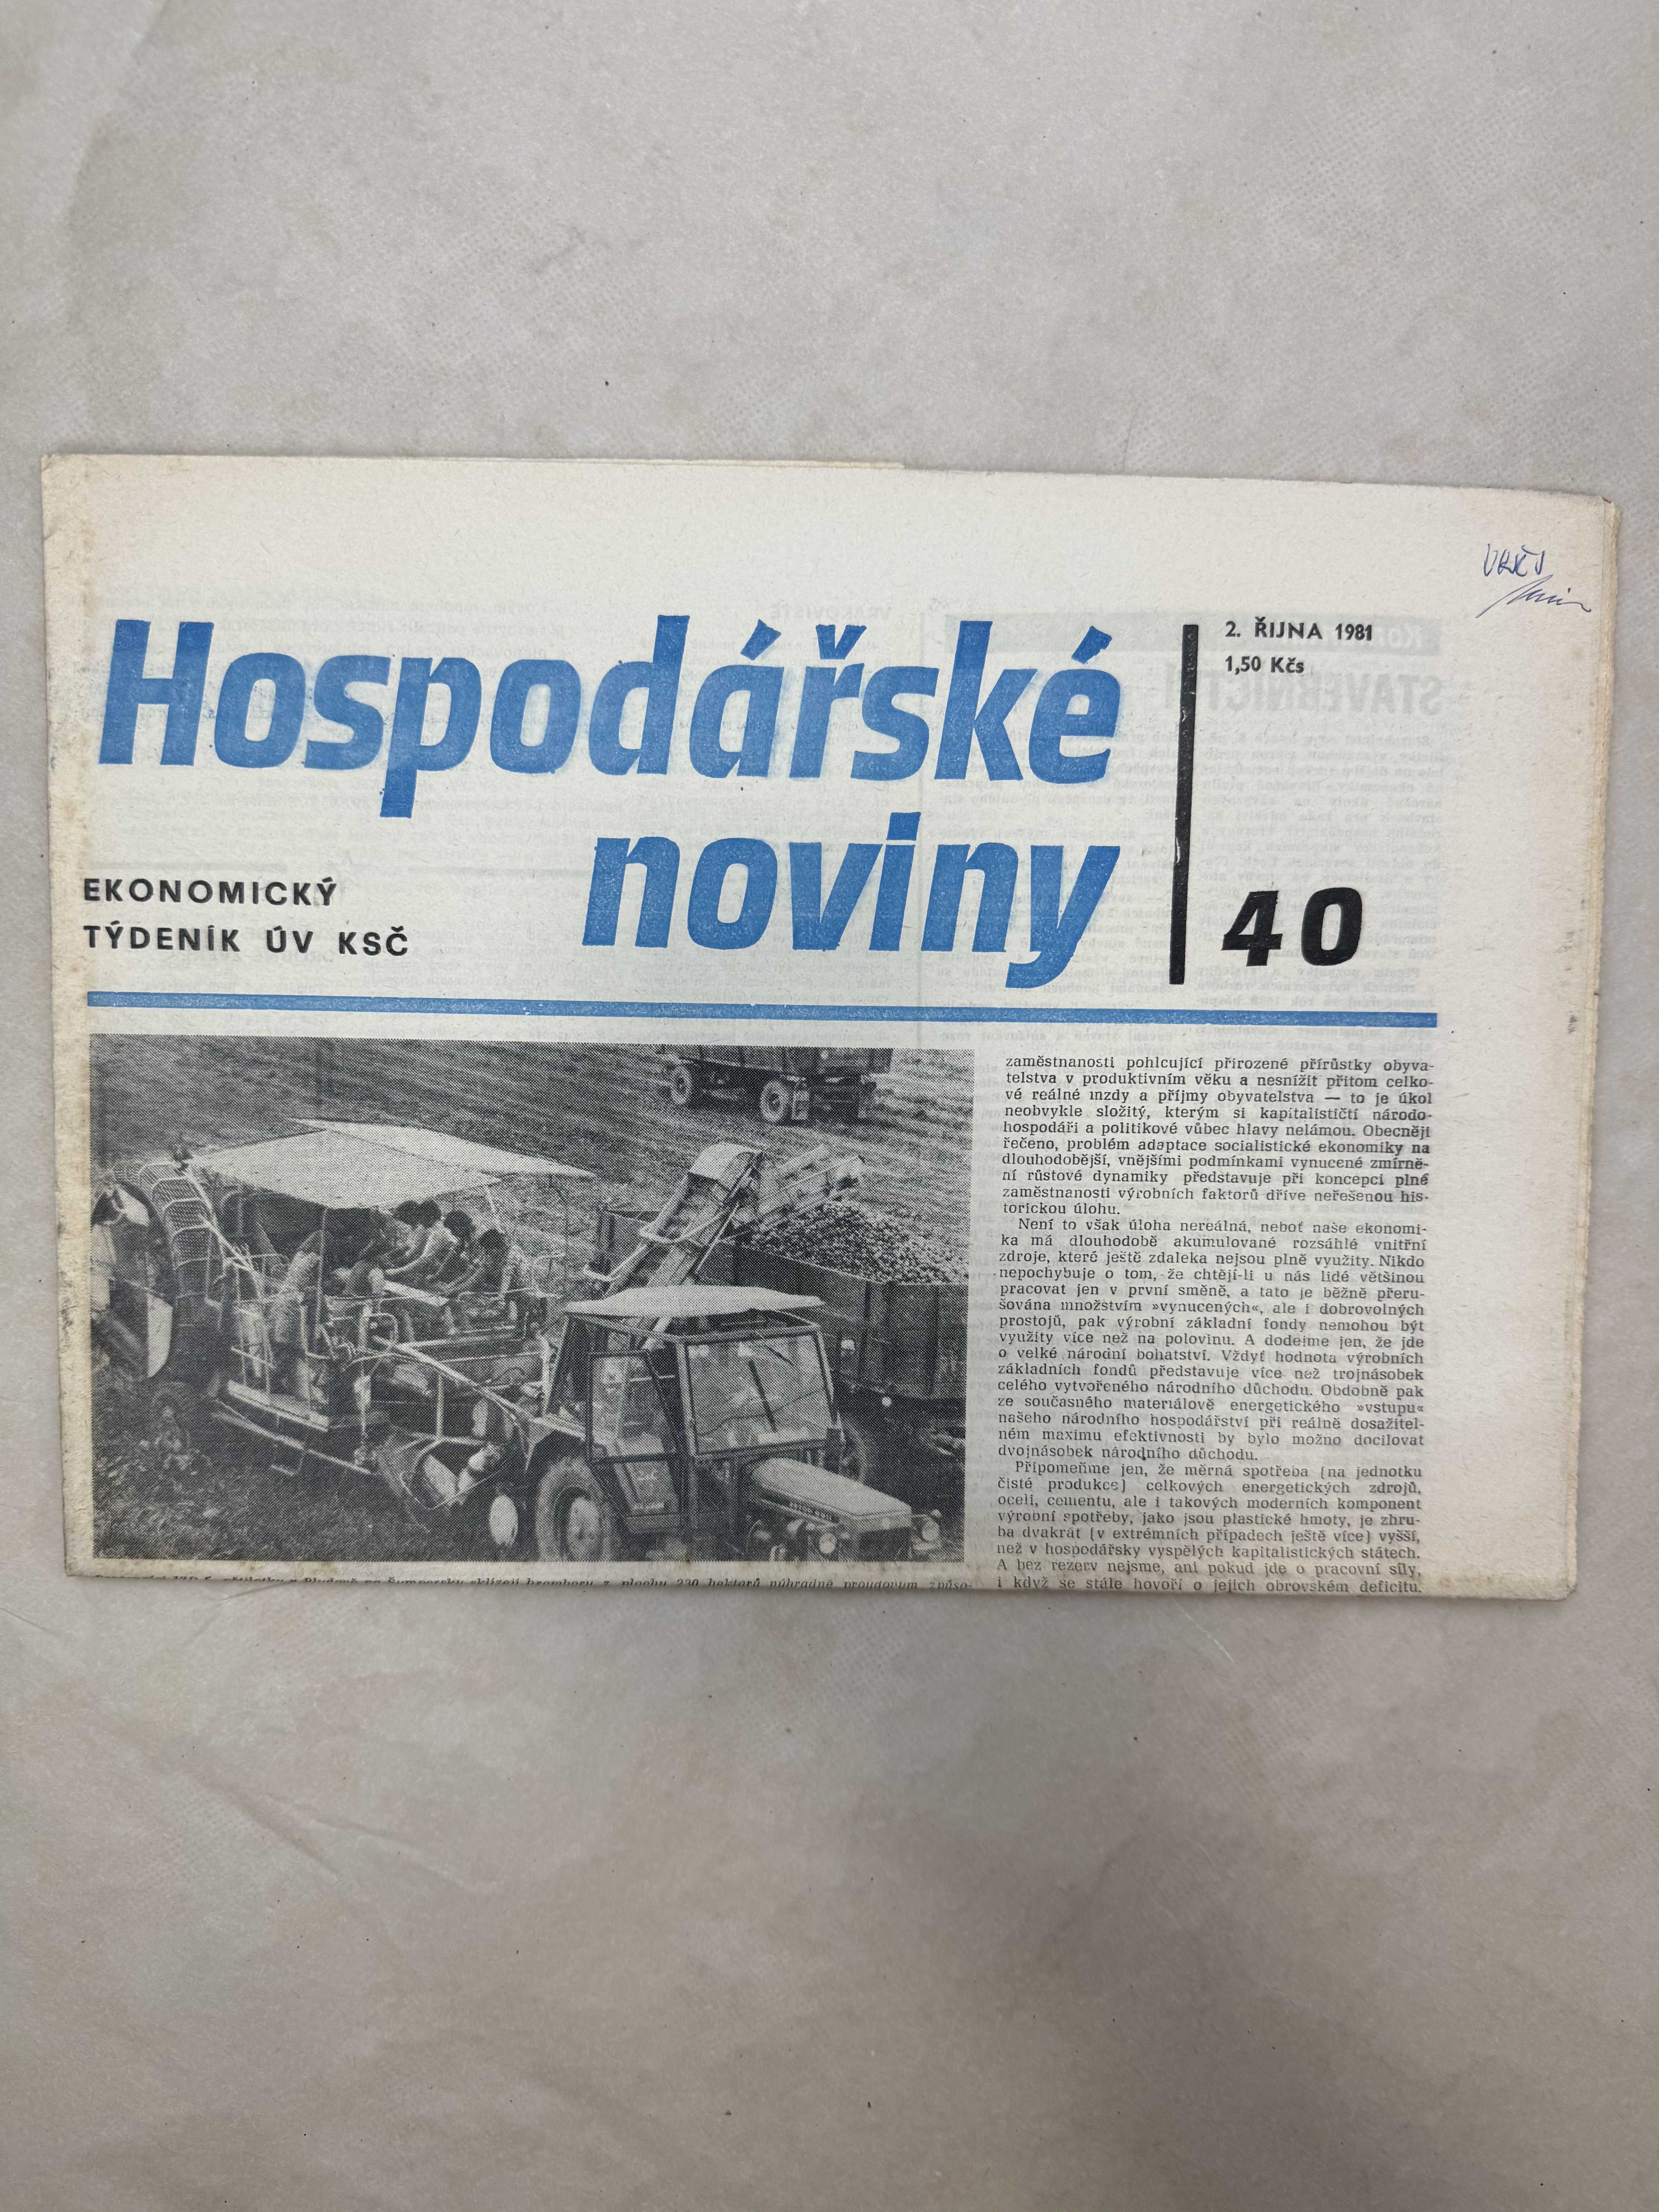 Hospodářské
noviny
EKONOMICKÝ
TÝDENÍK ÚV KSČ
2. ŘIJNA 1981
1,50 Kčs
40
zaměstnanosti pohlcující přirozené přírůstky obyva-
telstva v produktivním věku a nesnížit přitom celko-
vé reálné mzdy a příjmy obyvatelstva — to je úkol
neobvykle složitý, kterým si kapitalističtí národo-
hospodáři a politikové vůbec hlavy nelámou. Obecněji
řečeno, problém adaptace socialistické ekonomiky na
dlouhodobější, vnějšími podmínkami vynucené zmírně-
ní růstové dynamiky představuje při koncepci plné
zaměstnanosti výrobních faktorů dříve neřešenou his-
torickou úlohu.
Není to však úloha nereálná, neboť naše ekonomi-
ka má dlouhodobě akumulované rozsáhlé vnitřní
zdroje, které ještě zdaleka nejsou plně využity. Nikdo
nepochybuje o tom, že chtějí-li u nás lidé většinou
pracovat jen v první směně, a tato je běžně přeru-
šována množstvím »vynucených«, ale i dobrovolných
prostojů, pak výrobní základní fondy nemohou být
využity více než na polovinu. A dodejme jen, že jde
o velké národní bohatství. Vždyť hodnota výrobních
základních fondů představuje více než trojnásobek
celého vytvořeného národního důchodu. Obdobně pak
ze současného materiálově energetického »vstupu«
našeho národního hospodářství při reálně dosažitel-
ném maximu efektivnosti by bylo možno docilovat
dvojnásobek národního důchodu.
Připomeňme jen, že měrná spotřeba (na jednotku
čisté produkce) celkových energetických zdrojů,
oceli, cementu, ale i takových moderních komponent
výrobní spotřeby, jako jsou plastické hmoty, je zhru-
ba dvakrát (v extrémních případech ještě více) vyšší,
než v hospodářsky vyspělých kapitalistických státech.
A bez rezerv nejsme, ani pokud jde o pracovní síly,
i když se stále hovoří o jejich obrovském deficitu.